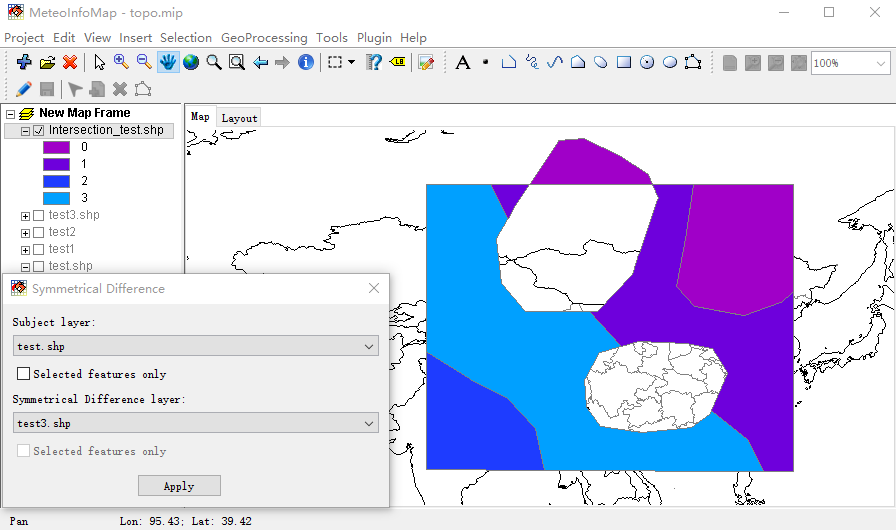 MeteoInfoMap - topo.mip
Project Edit View Insert Selection GeoProcessing Tools Plugin Help
LB A 100%
New Map Frame
Intersection_test.shp
0
1
2
3
test3.shp
test2
test1
test.shp
Map Layout
Symmetrical Difference
Subject layer:
test.shp
Selected features only
Symmetrical Difference layer:
test3.shp
Selected features only
Apply
Pan Lon: 95.43; Lat: 39.42